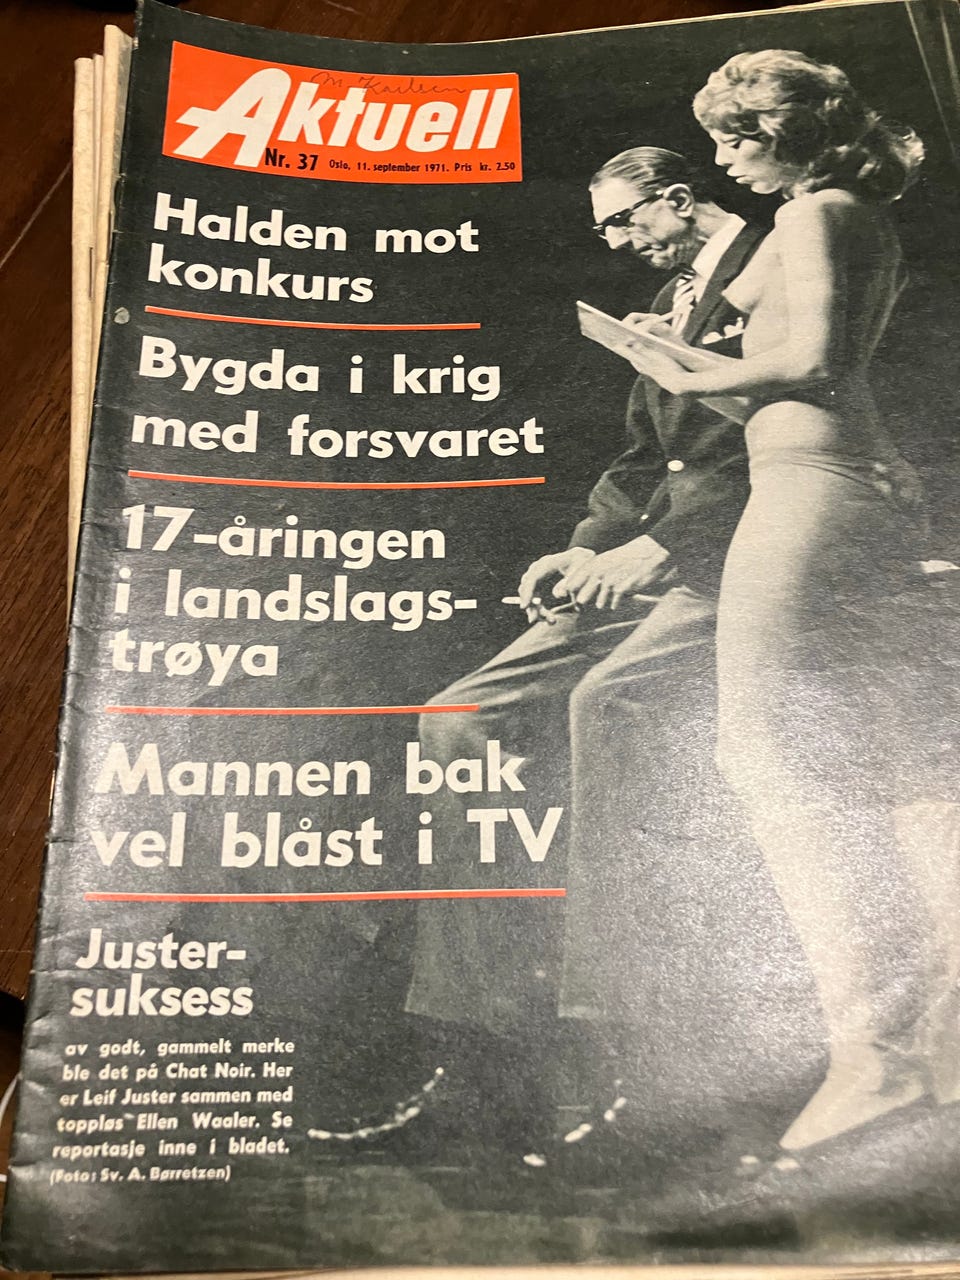 M. Karlsen
Aktuell
Nr. 37 Oslo, 11. september 1971. Pris kr. 2.50
Halden mot
konkurs
Bygda i krig
med forsvaret
17-åringen
i landslags-
trøya
Mannen bak
vel blåst i TV
Juster-
suksess
av godt, gammelt merke
ble det på Chat Noir. Her
er Leif Juster sammen med
toppløs Ellen Waaler. Se
reportasje inne i bladet.
(Foto: Sv. A. Børretzen)